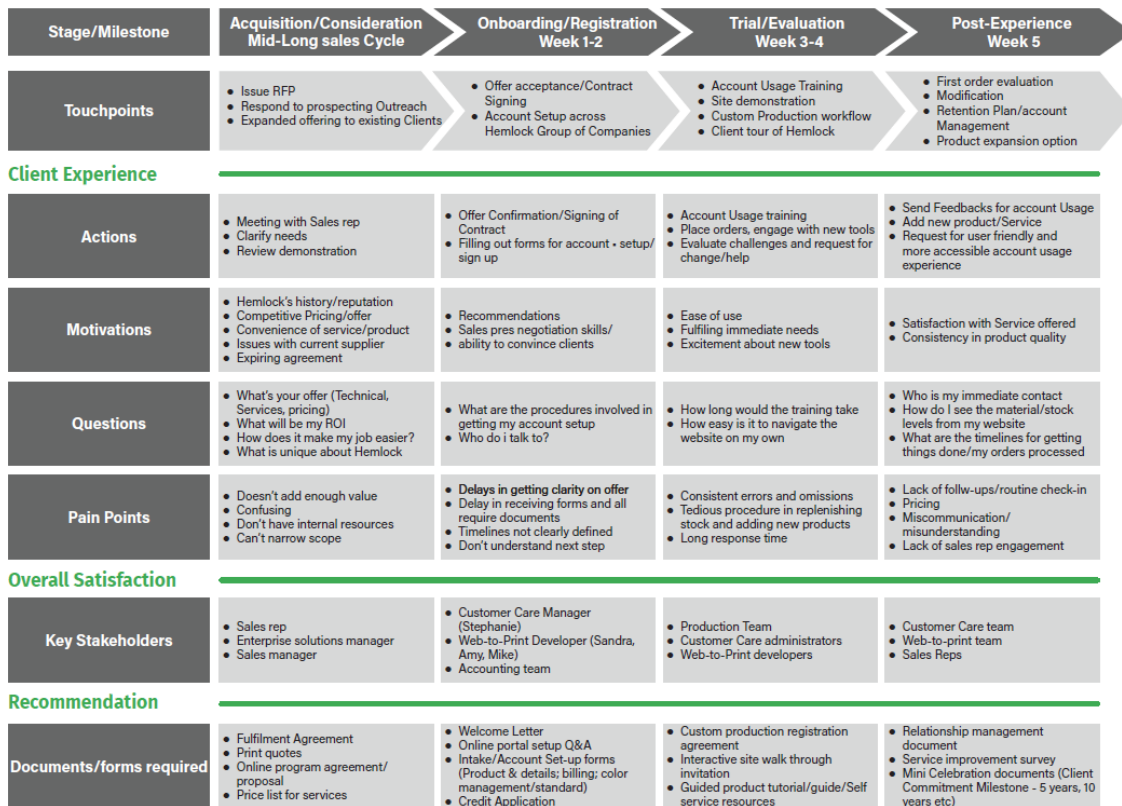 Stage/Milestone
Acquisition/Consideration
Mid-Long sales Cycle
Onboarding/Registration
Week 1-2
Trial/Evaluation
Week 3-4
Post-Experience
Week 5
Touchpoints
• Issue RFP
• Respond to prospecting Outreach
• Expanded offering to existing Clients
• Offer acceptance/Contract
Signing
• Account Setup across
Hemlock Group of Companies
• Account Usage Training
• Site demonstration
• Custom Production workflow
• Client tour of Hemlock
• First order evaluation
• Modification
• Retention Plan/account
Management
• Product expansion option
Client Experience
Actions
• Meeting with Sales rep
• Clarify needs
• Review demonstration
• Offer Confirmation/Signing of
Contract
• Filling out forms for account • setup/
sign up
• Account Usage training
• Place orders, engage with new tools
• Evaluate challenges and request for
change/help
• Send Feedbacks for account Usage
• Add new product/Service
• Request for user friendly and
more accessible account usage
experience
Motivations
• Hemlock's history/reputation
• Competitive Pricing/offer
• Convenience of service/product
• Issues with current supplier
• Expiring agreement
• Recommendations
• Sales pres negotiation skills/
• ability to convince clients
• Ease of use
• Fulfiling immediate needs
• Excitement about new tools
• Satisfaction with Service offered
• Consistency in product quality
Questions
• What's your offer (Technical,
Services, pricing)
• What will be my ROI
• How does it make my job easier?
• What is unique about Hemlock
• What are the procedures involved in
getting my account setup
• Who do i talk to?
• How long would the training take
• How easy is it to navigate the
website on my own
• Who is my immediate contact
• How do I see the material/stock
levels from my website
• What are the timelines for getting
things done/my orders processed
Pain Points
• Doesn't add enough value
• Confusing
• Don't have internal resources
• Can't narrow scope
• Delays in getting clarity on offer
• Delay in receiving forms and all
require documents
• Timelines not clearly defined
• Don't understand next step
• Consistent errors and omissions
• Tedious procedure in replenishing
stock and adding new products
• Long response time
• Lack of follw-ups/routine check-in
• Pricing
• Miscommunication/
misunderstanding
• Lack of sales rep engagement
Overall Satisfaction
Key Stakeholders
• Sales rep
• Enterprise solutions manager
• Sales manager
• Customer Care Manager
(Stephanie)
• Web-to-Print Developer (Sandra,
Amy, Mike)
• Accounting team
• Production Team
• Customer Care administrators
• Web-to-Print developers
• Customer Care team
• Web-to-print team
• Sales Reps
Recommendation
Documents/forms required
• Fulfilment Agreement
• Print quotes
• Online program agreement/
proposal
• Price list for services
• Welcome Letter
• Online portal setup Q&A
• Intake/Account Set-up forms
(Product & details; billing; color
management/standard)
• Credit Application
• Custom production registration
agreement
• Interactive site walk through
invitation
• Guided product tutorial/guide/Self
service resources
• Relationship management
document
• Service improvement survey
• Mini Celebration documents (Client
Commitment Milestone - 5 years, 10
years etc)